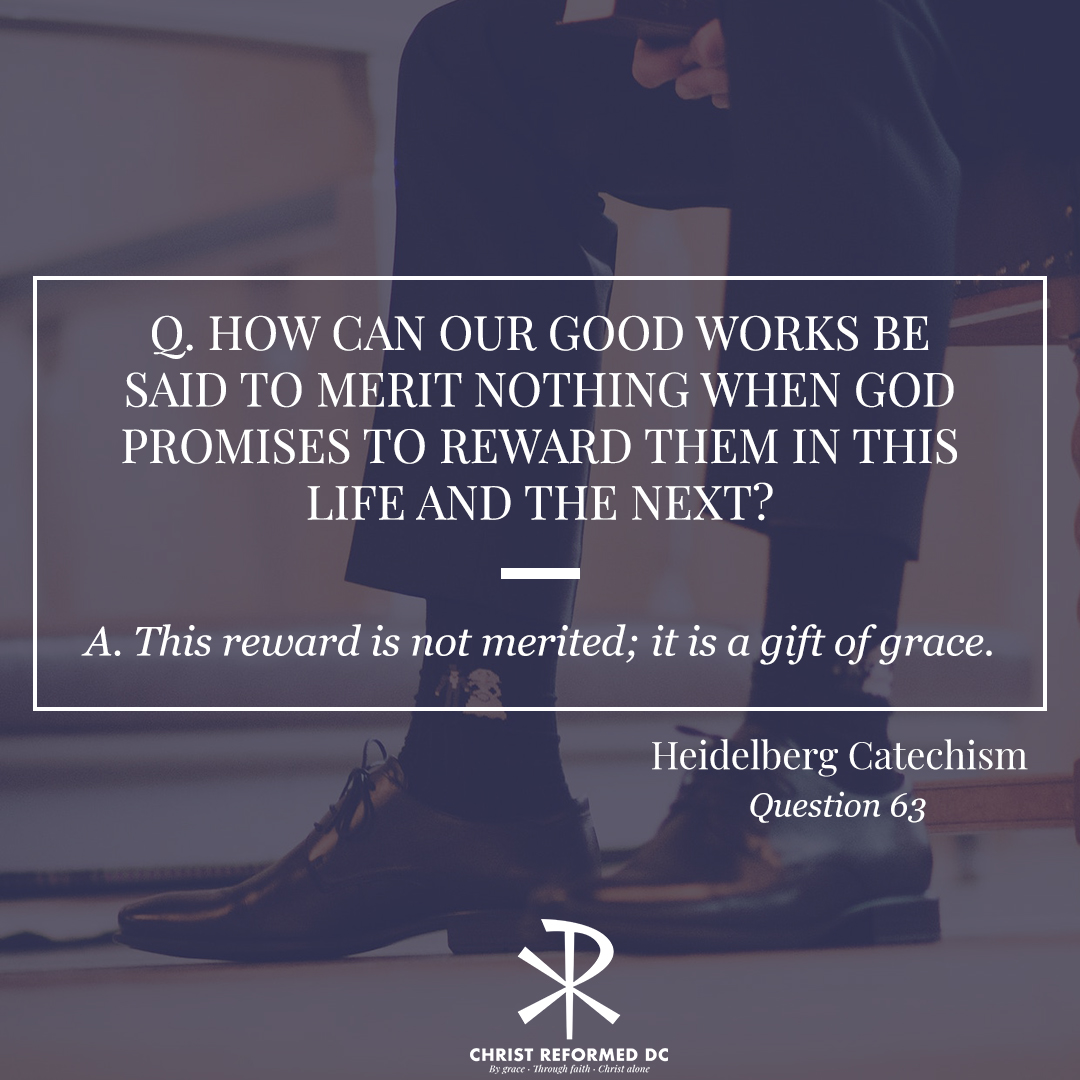 Q. HOW CAN OUR GOOD WORKS BE
SAID TO MERIT NOTHING WHEN GOD
PROMISES TO REWARD THEM IN THIS
LIFE AND THE NEXT?
A. This reward is not merited; it is a gift of grace.
Heidelberg Catechism
Question 63
CHRIST REFORMED DC
By grace · Through faith · Christ alone